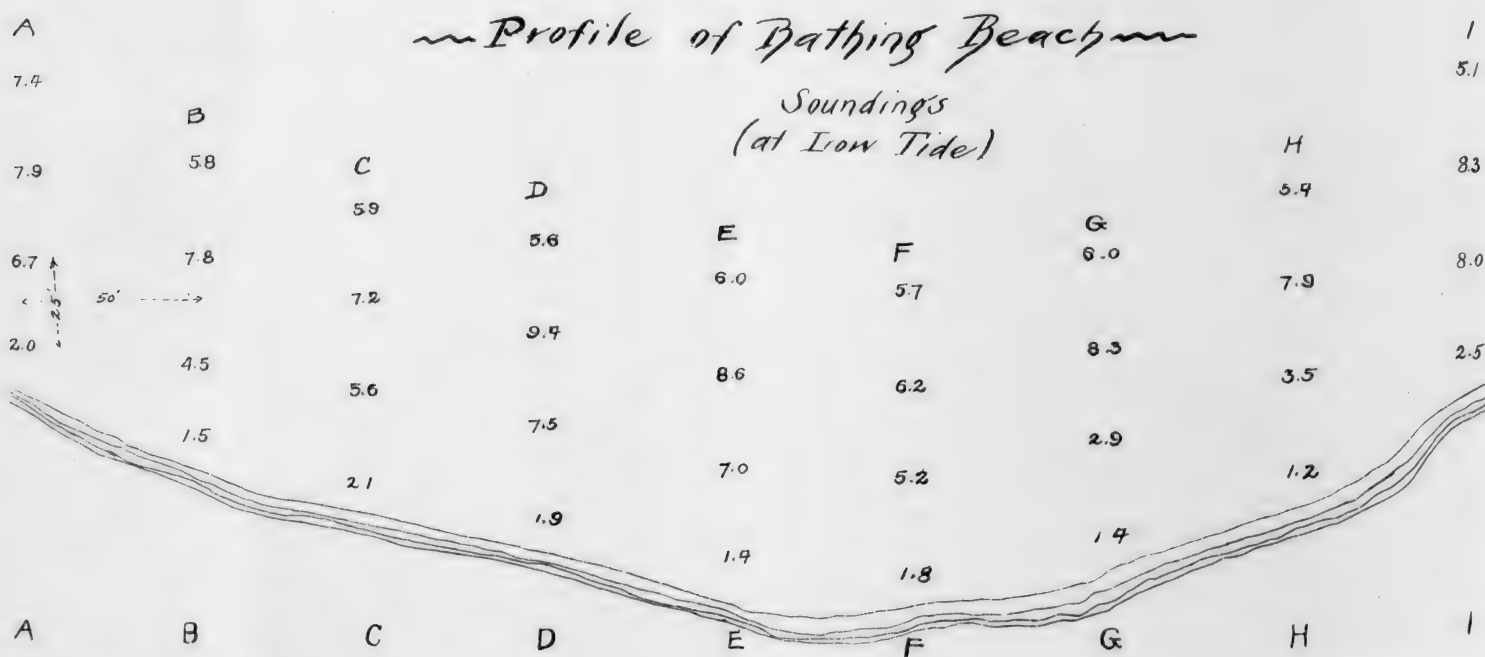 Profile of Bathing Beach
Soundings
(at Low Tide)
A
7.4
7.9
6.7
25'
50'
2.0
B
5.8
7.8
4.5
1.5
C
5.9
7.2
5.6
2.1
D
5.6
9.4
7.5
1.9
E
6.0
8.6
7.0
1.4
F
5.7
6.2
5.2
1.8
G
6.0
8.3
2.9
1.4
H
5.4
7.9
3.5
1.2
I
5.1
8.3
8.0
2.5
A
B
C
D
E
F
G
H
I